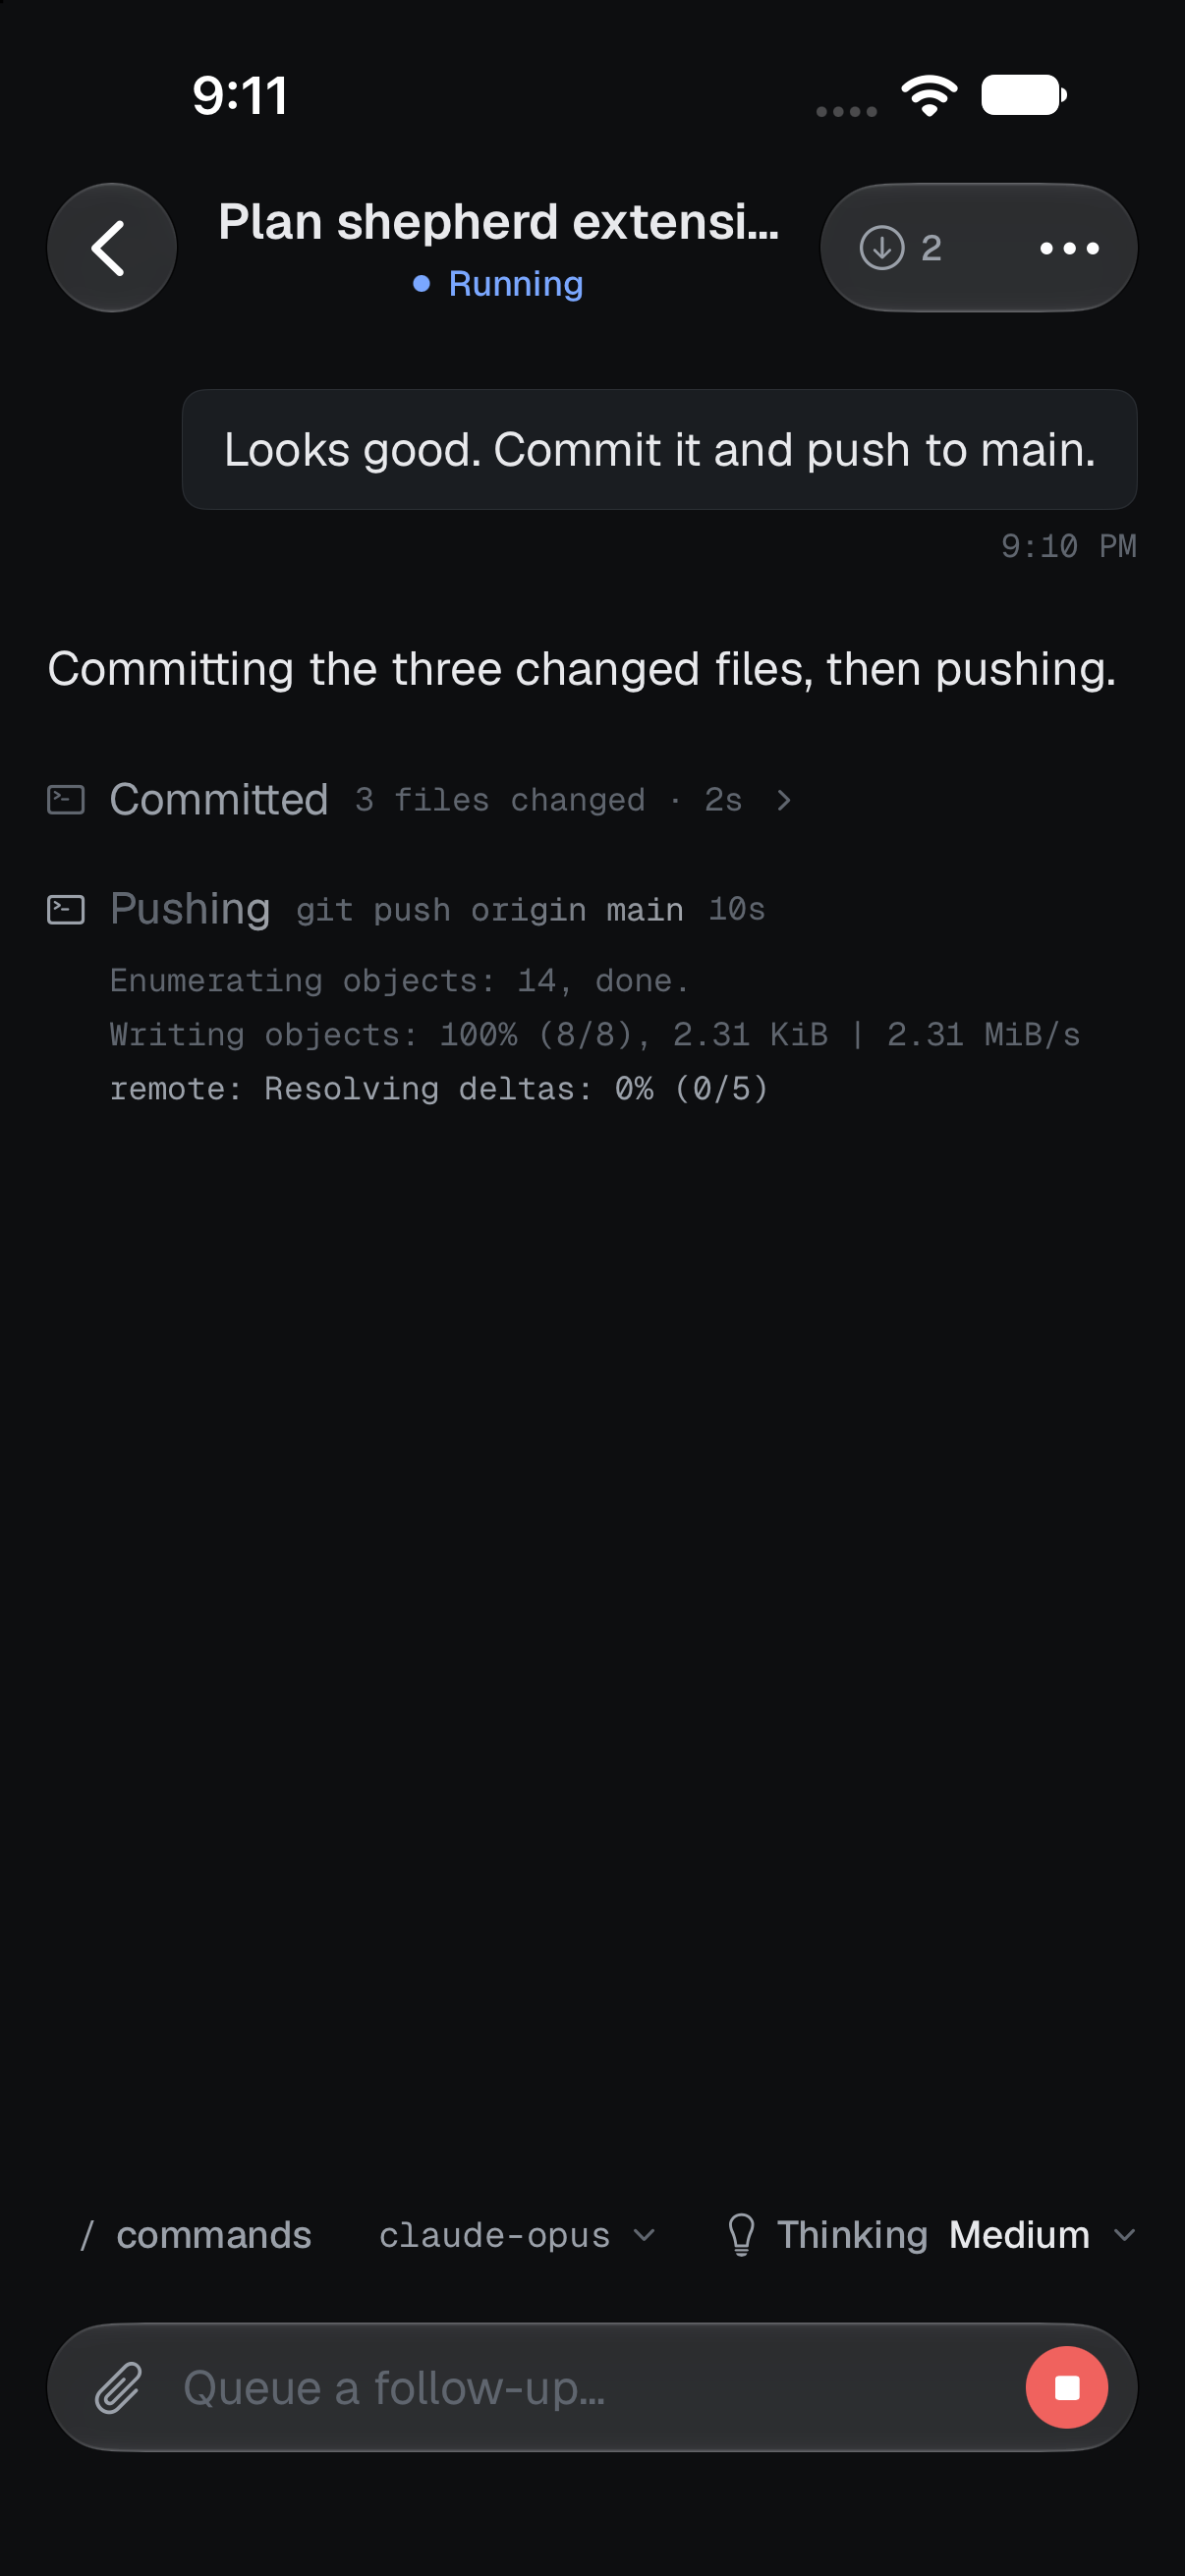 9:11
Plan shepherd extensi...
Running
2
Looks good. Commit it and push to main.
9:10 PM
Committing the three changed files, then pushing.
Committed 3 files changed · 2s
Pushing git push origin main 10s
Enumerating objects: 14, done.
Writing objects: 100% (8/8), 2.31 KiB | 2.31 MiB/s
remote: Resolving deltas: 0% (0/5)
/ commands claude-opus Thinking Medium
Queue a follow-up...